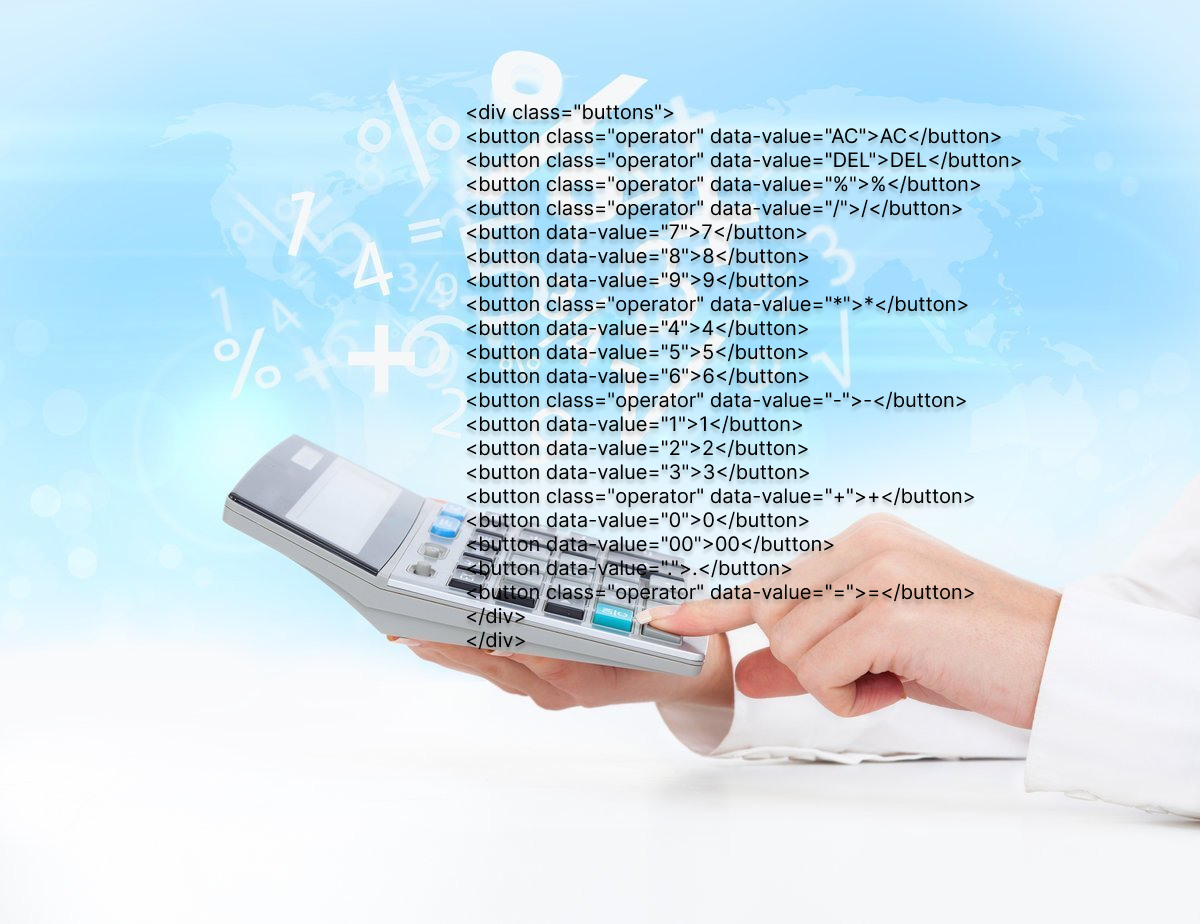 <div class="buttons">
<button class="operator" data-value="AC">AC</button>
<button class="operator" data-value="DEL">DEL</button>
<button class="operator" data-value="%">%</button>
<button class="operator" data-value="/">/</button>
<button data-value="7">7</button>
<button data-value="8">8</button>
<button data-value="9">9</button>
<button class="operator" data-value="*">*</button>
<button data-value="4">4</button>
<button data-value="5">5</button>
<button data-value="6">6</button>
<button class="operator" data-value="-">-</button>
<button data-value="1">1</button>
<button data-value="2">2</button>
<button data-value="3">3</button>
<button class="operator" data-value="+">+</button>
<button data-value="0">0</button>
<button data-value="00">00</button>
<button data-value=".">.</button>
<button class="operator" data-value="=">=</button>
</div>
</div>